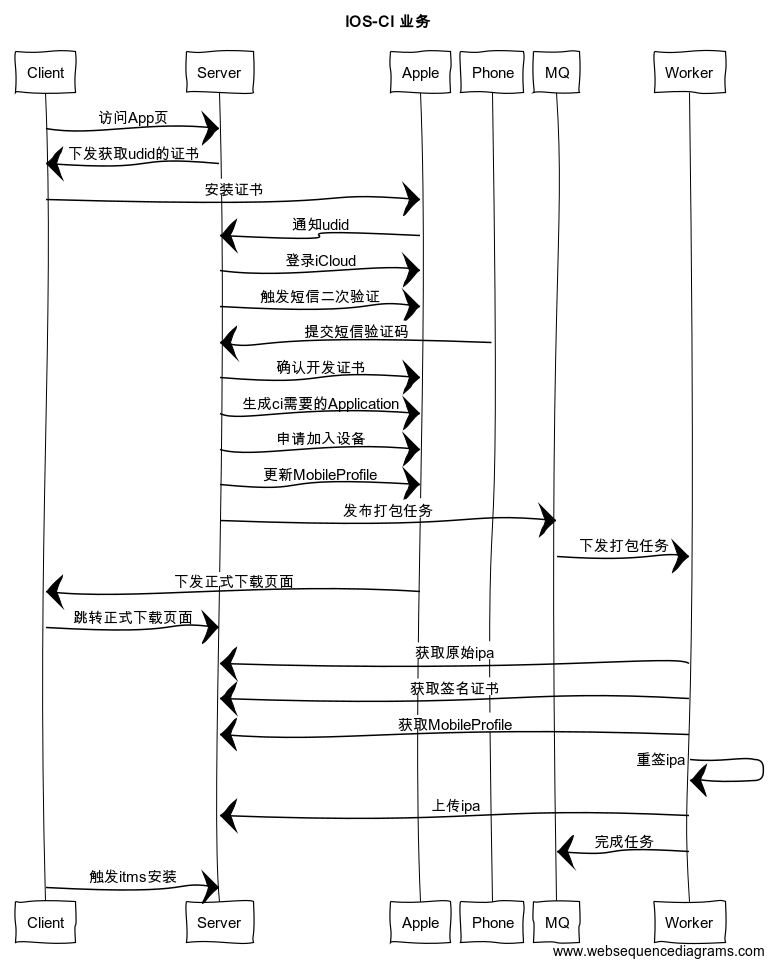 IOS-CI 业务
Client Server Apple Phone MQ Worker
访问App页
下发获取udid的证书
安装证书
通知udid
登录iCloud
触发短信二次验证
提交短信验证码
确认开发证书
生成ci需要的Application
申请加入设备
更新MobileProfile
发布打包任务
下发打包任务
下发正式下载页面
跳转正式下载页面
获取原始ipa
获取签名证书
获取MobileProfile
重签ipa
上传ipa
完成任务
触发itms安装
Client Server Apple Phone MQ Worker
www.websequencediagrams.com